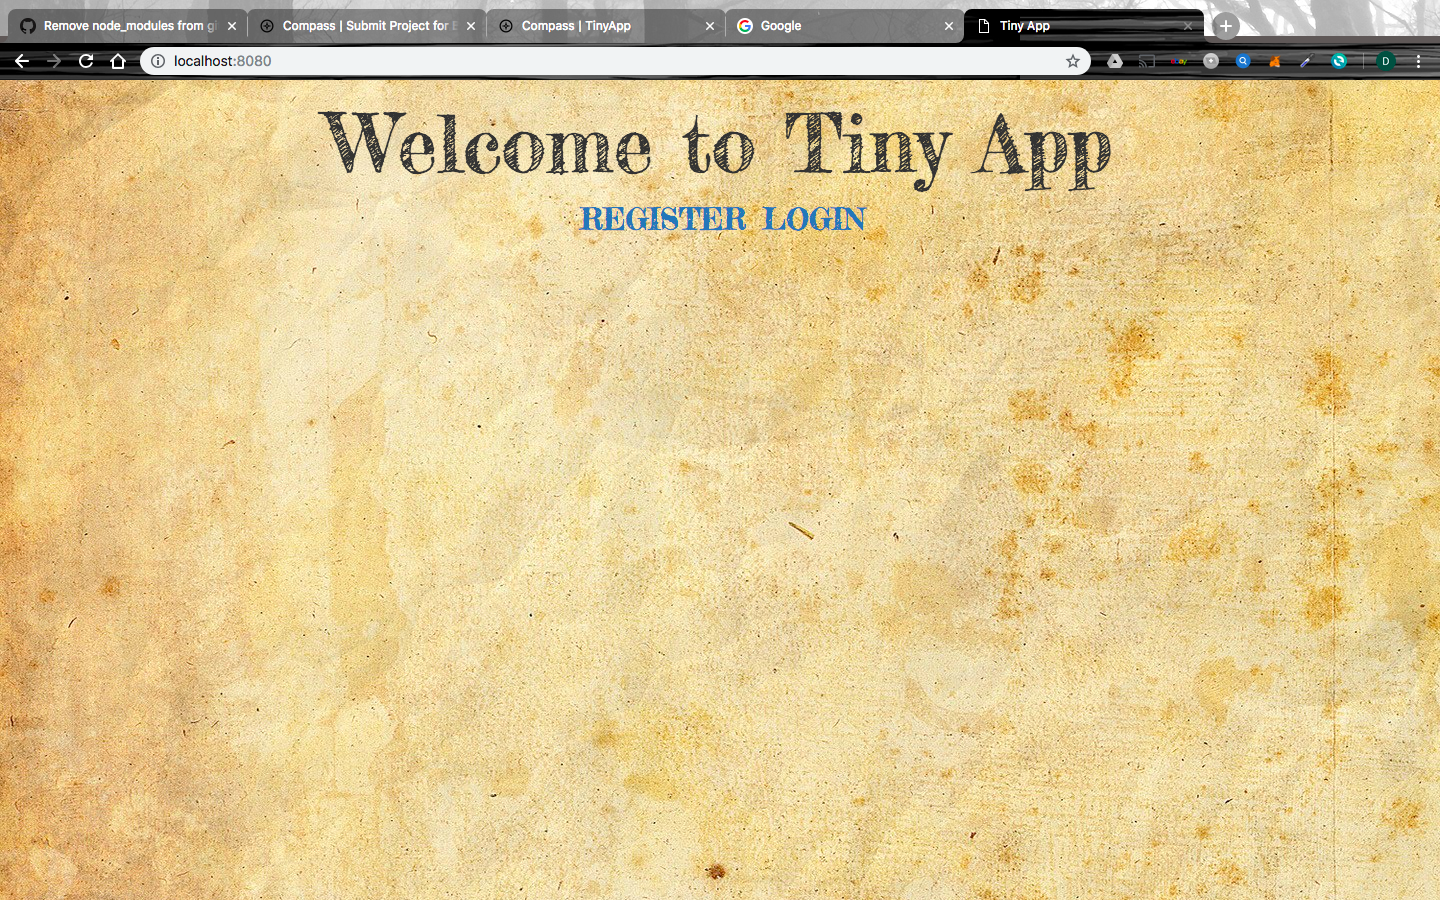 Remove node_modules from gi
Compass | Submit Project for E
Compass | TinyApp
Google
Tiny App
localhost:8080
ebay
D
Welcome to Tiny App
REGISTER LOGIN